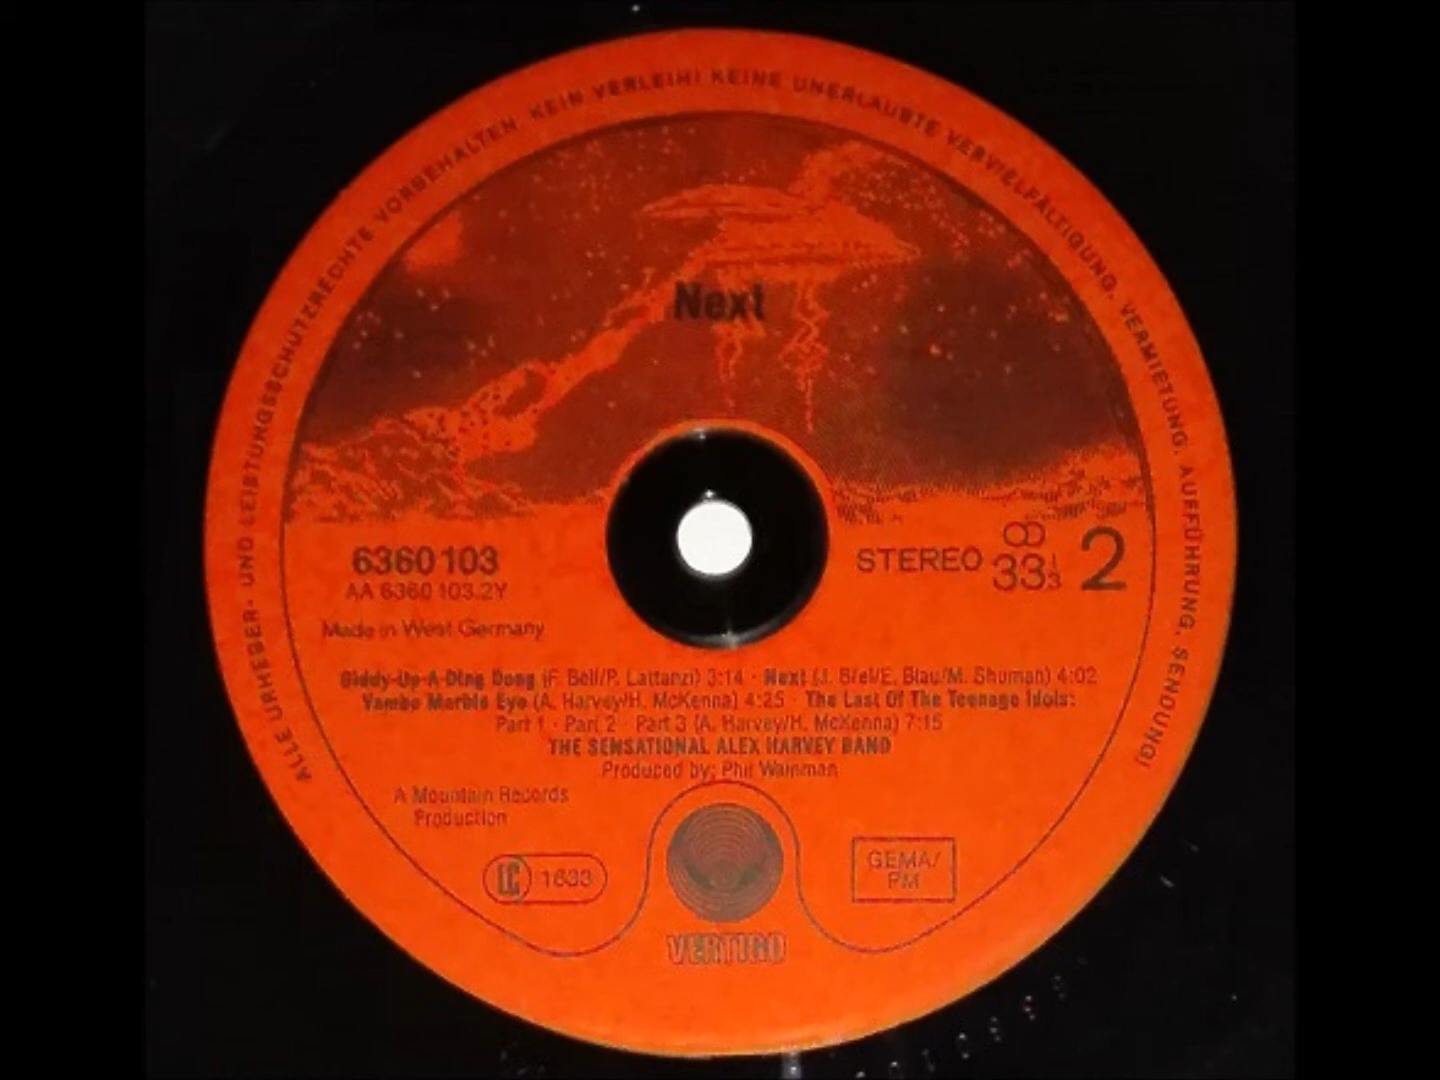 ALLE URHEBER- UND LEISTUNGSSCHUTZRECHTE VORBEHALTEN. KEIN VERLEIH! KEINE UNERLAUBTE VERVIELFÄLTIGUNG, VERMIETUNG, AUFFÜHRUNG, SENDUNG!
Next
6360 103
AA 6360 103.2Y
Made in West Germany
STEREO 33 1/3 2
Giddy-Up-A-Ding Dong (F. Bell/P. Lattanzi) 3:14 · Next (J. Brel/E. Blau/M. Shuman) 4:02
Vambo Marble Eye (A. Harvey/H. McKenna) 4:25 · The Last Of The Teenage Idols:
Part 1 · Part 2 · Part 3 (A. Harvey/H. McKenna) 7:15
THE SENSATIONAL ALEX HARVEY BAND
Produced by: Phil Wainman
A Mountain Records
Production
LC 1633
GEMA/
PM
VERTIGO